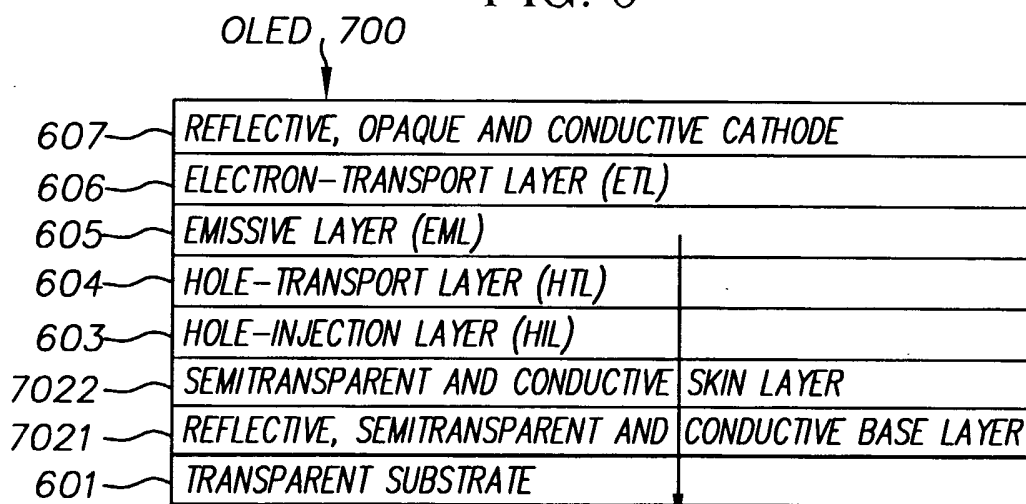 OLED 700
607 REFLECTIVE, OPAQUE AND CONDUCTIVE CATHODE
606 ELECTRON-TRANSPORT LAYER (ETL)
605 EMISSIVE LAYER (EML)
604 HOLE-TRANSPORT LAYER (HTL)
603 HOLE-INJECTION LAYER (HIL)
7022 SEMITRANSPARENT AND CONDUCTIVE SKIN LAYER
7021 REFLECTIVE, SEMITRANSPARENT AND CONDUCTIVE BASE LAYER
601 TRANSPARENT SUBSTRATE